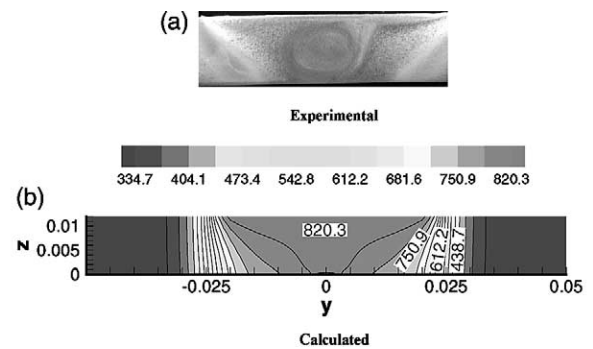 (a)
Experimental
334.7 404.1 473.4 542.8 612.2 681.6 750.9 820.3
(b)
0.01
0.005
0
z
820.3
750.9
612.2
438.7
-0.025 0 0.025 0.05
y
Calculated